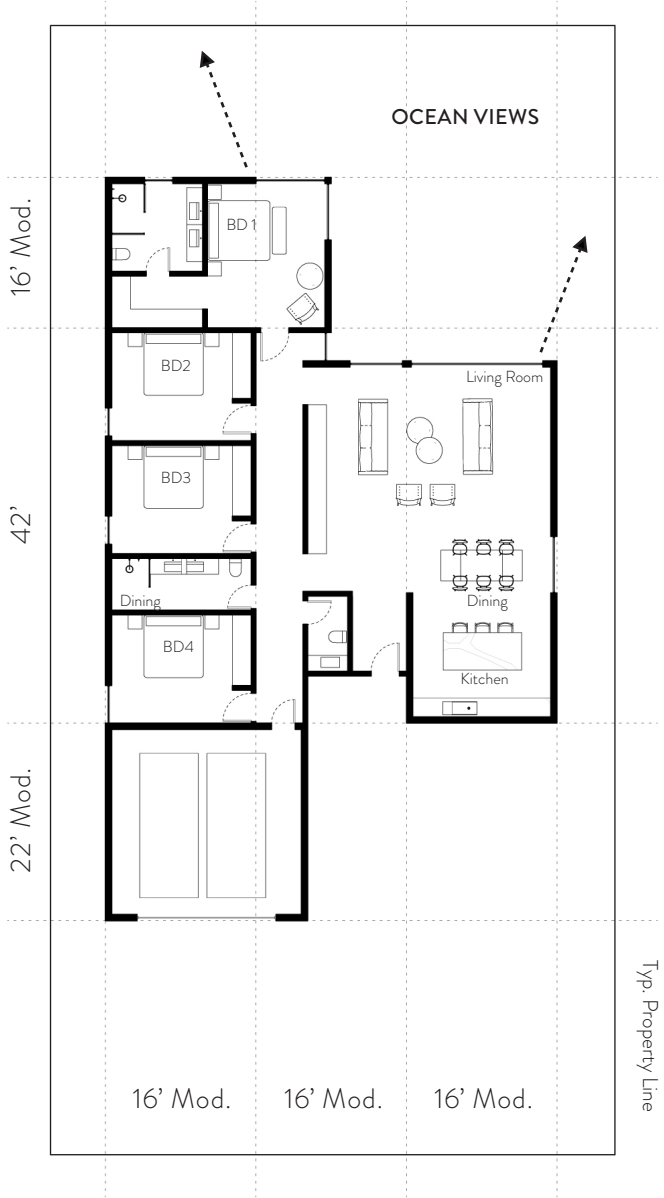 OCEAN VIEWS
16’ Mod.
BD 1
BD2
Living Room
BD3
42’
Dining
Dining
BD4
Kitchen
22’ Mod.
Typ. Property Line
16’ Mod.
16’ Mod.
16’ Mod.